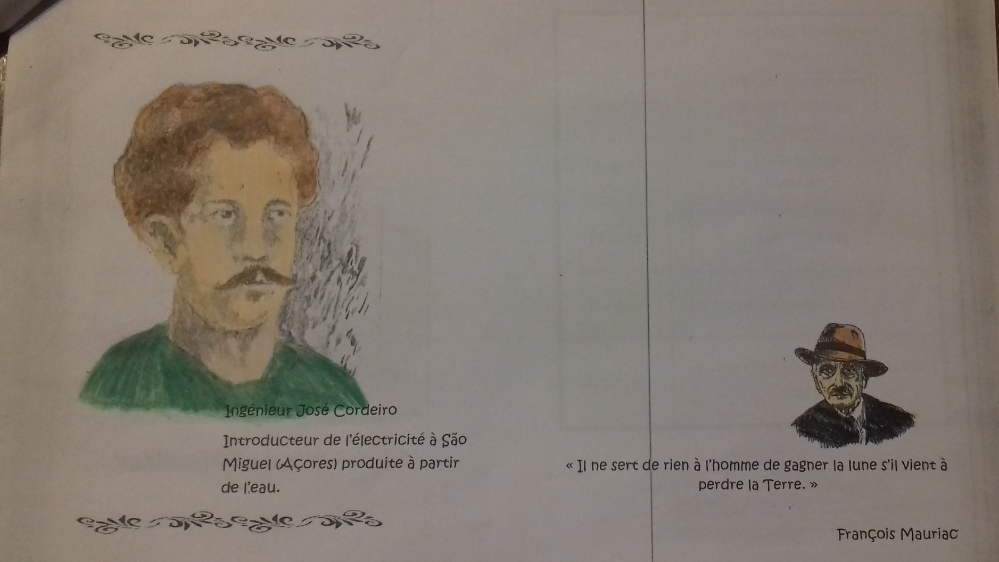 Ingénieur José Cordeiro
Introducteur de l'électricité à São
Miguel (Açores) produite à partir
de l'eau.
« Il ne sert de rien à l'homme de gagner la lune s'il vient à
perdre la Terre. »
François Mauriac